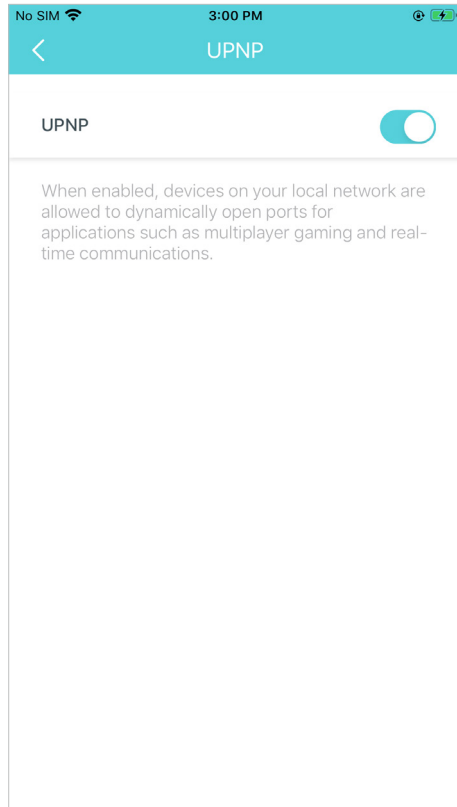 No SIM 3:00 PM
UPNP
UPNP
When enabled, devices on your local network are
allowed to dynamically open ports for
applications such as multiplayer gaming and real-
time communications.